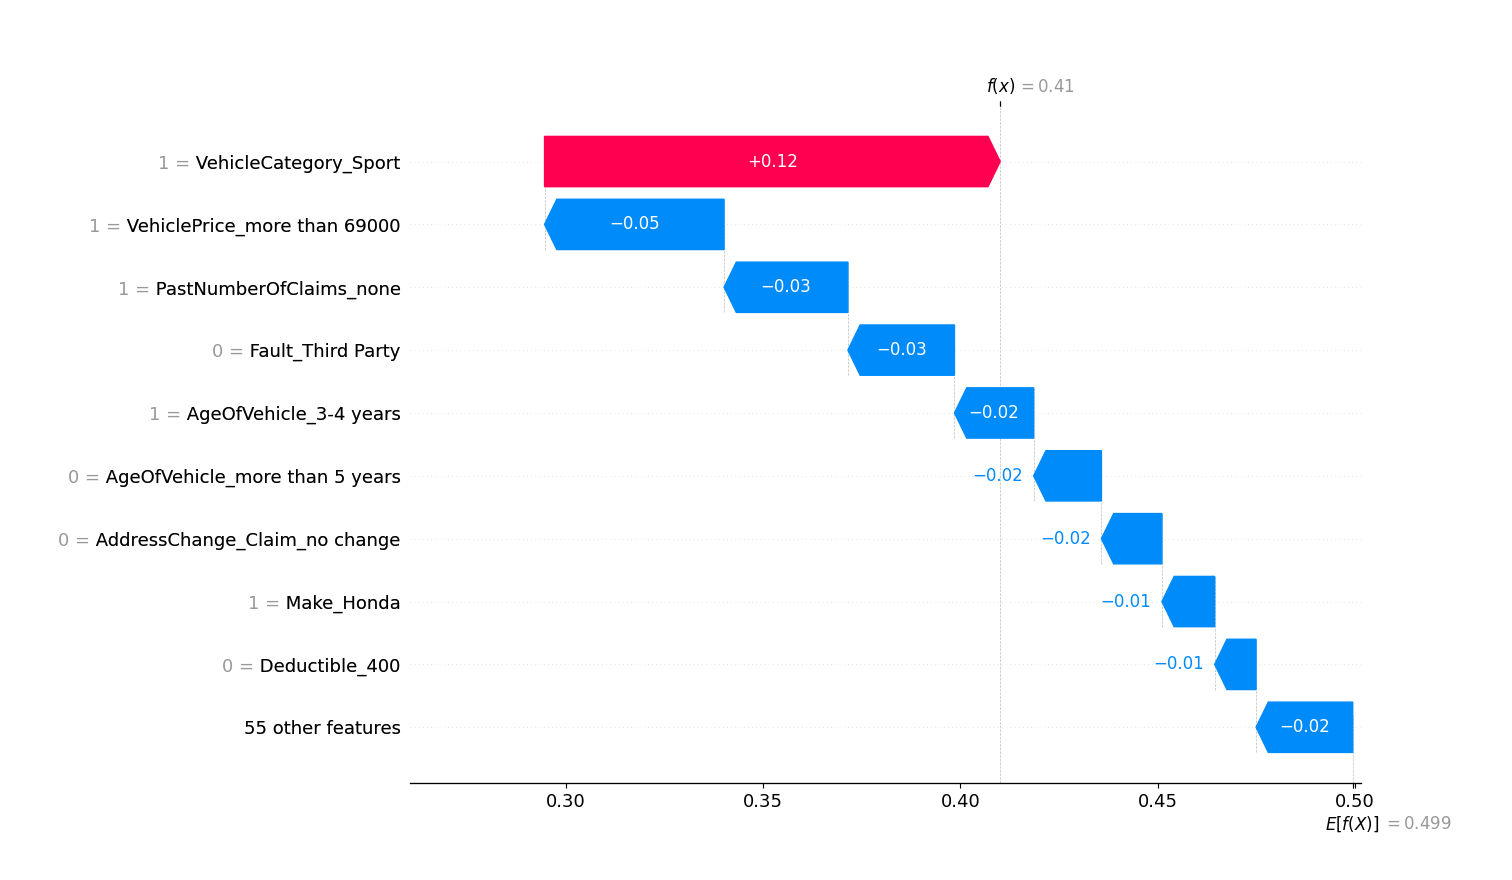 f(x) = 0.41
1 = VehicleCategory_Sport +0.12
1 = VehiclePrice_more than 69000 −0.05
1 = PastNumberOfClaims_none −0.03
0 = Fault_Third Party −0.03
1 = AgeOfVehicle_3-4 years −0.02
0 = AgeOfVehicle_more than 5 years −0.02
0 = AddressChange_Claim_no change −0.02
1 = Make_Honda −0.01
0 = Deductible_400 −0.01
55 other features −0.02
0.30 0.35 0.40 0.45 0.50
E[f(X)] = 0.499